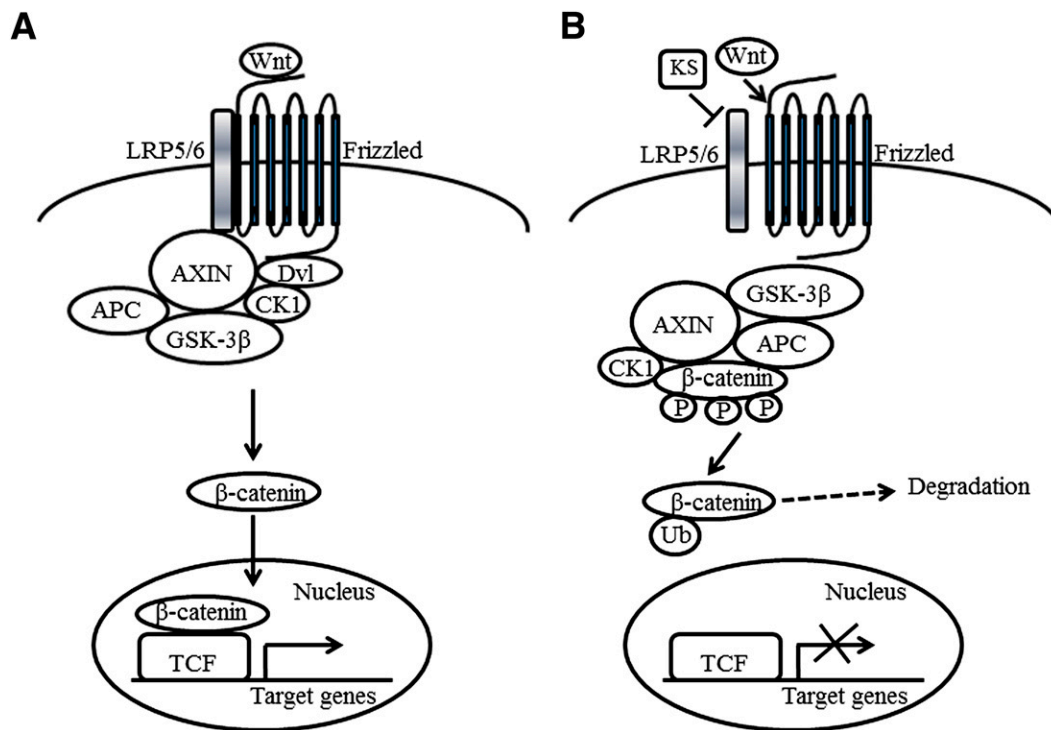 A
Wnt
LRP5/6
Frizzled
AXIN
Dvl
CK1
APC
GSK-3β
β-catenin
Nucleus
β-catenin
TCF
Target genes
B
KS
Wnt
LRP5/6
Frizzled
GSK-3β
AXIN
APC
CK1
β-catenin
P P P
β-catenin
Degradation
Ub
Nucleus
TCF
Target genes